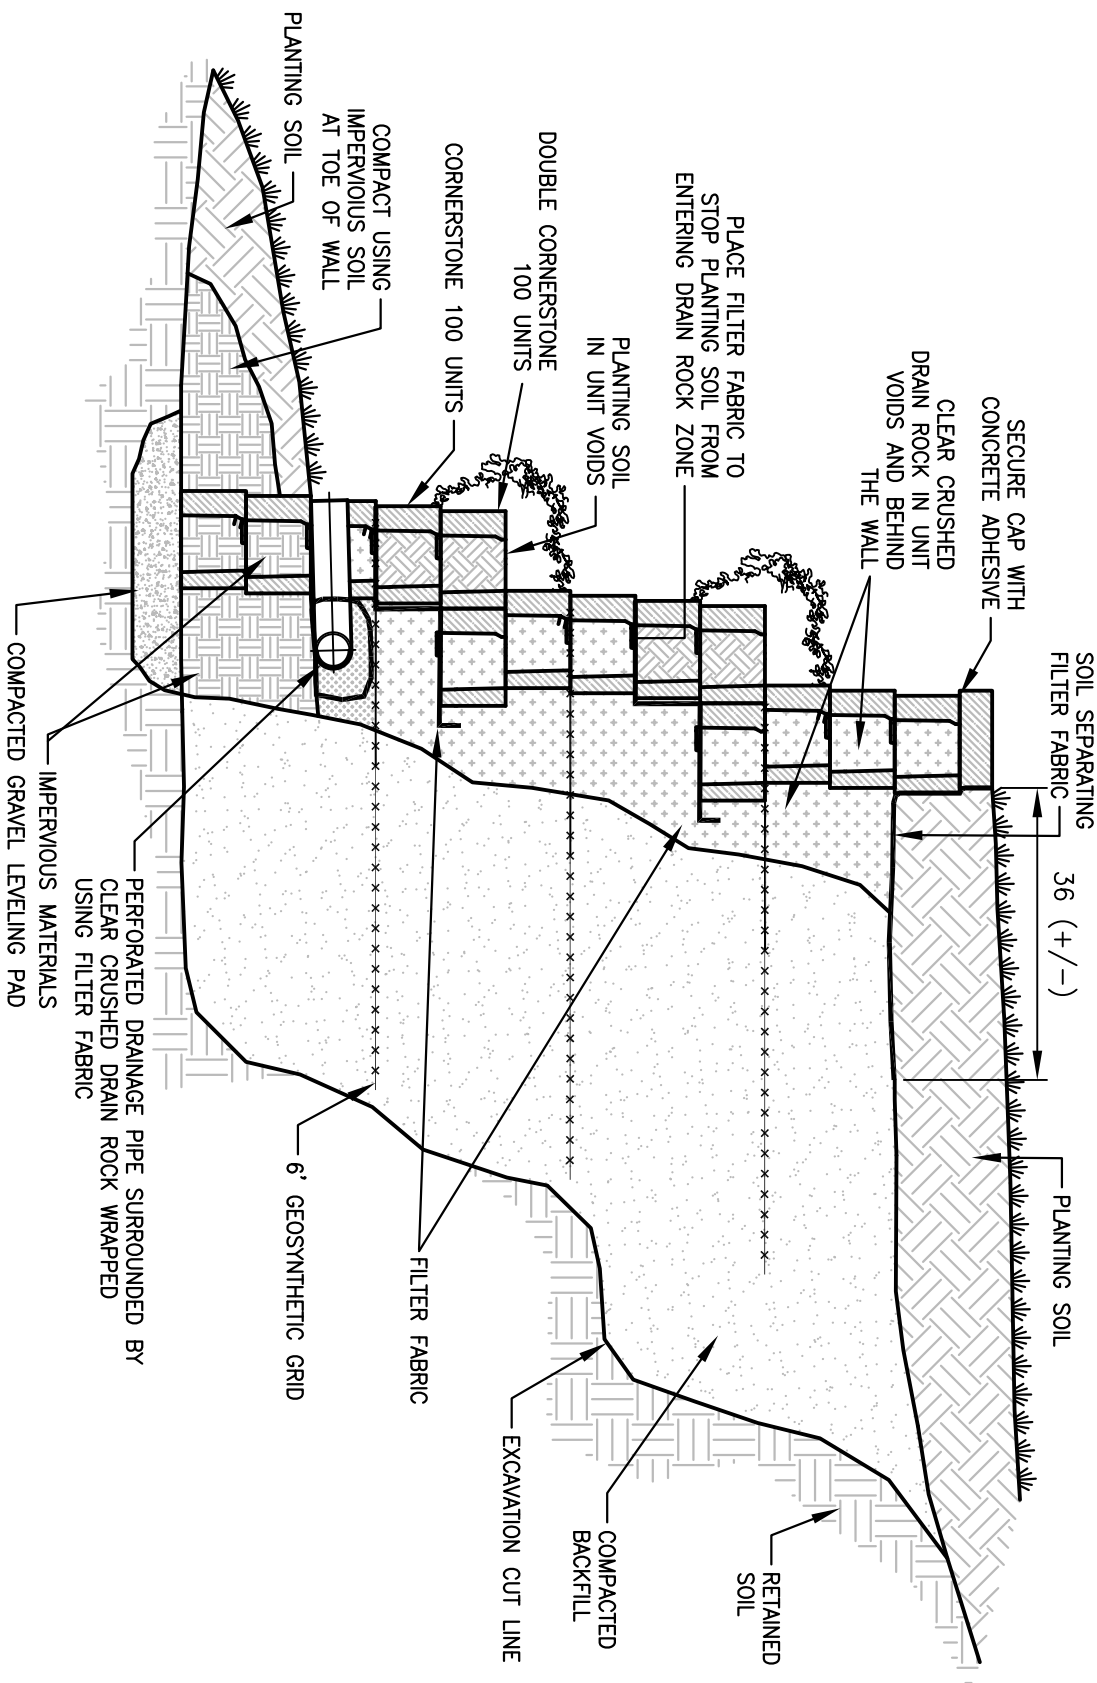 SECURE CAP WITH
CONCRETE ADHESIVE
SOIL SEPARATING
FILTER FABRIC
36 (+/-)
PLANTING SOIL
CLEAR CRUSHED
DRAIN ROCK IN UNIT
VOIDS AND BEHIND
THE WALL
PLACE FILTER FABRIC TO
STOP PLANTING SOIL FROM
ENTERING DRAIN ROCK ZONE
PLANTING SOIL
IN UNIT VOIDS
DOUBLE CORNERSTONE
100 UNITS
CORNERSTONE 100 UNITS
COMPACT USING
IMPERVIOIUS SOIL
AT TOE OF WALL
PLANTING SOIL
RETAINED
SOIL
COMPACTED
BACKFILL
EXCAVATION CUT LINE
FILTER FABRIC
6' GEOSYNTHETIC GRID
PERFORATED DRAINAGE PIPE SURROUNDED BY
CLEAR CRUSHED DRAIN ROCK WRAPPED
USING FILTER FABRIC
IMPERVIOUS MATERIALS
COMPACTED GRAVEL LEVELING PAD